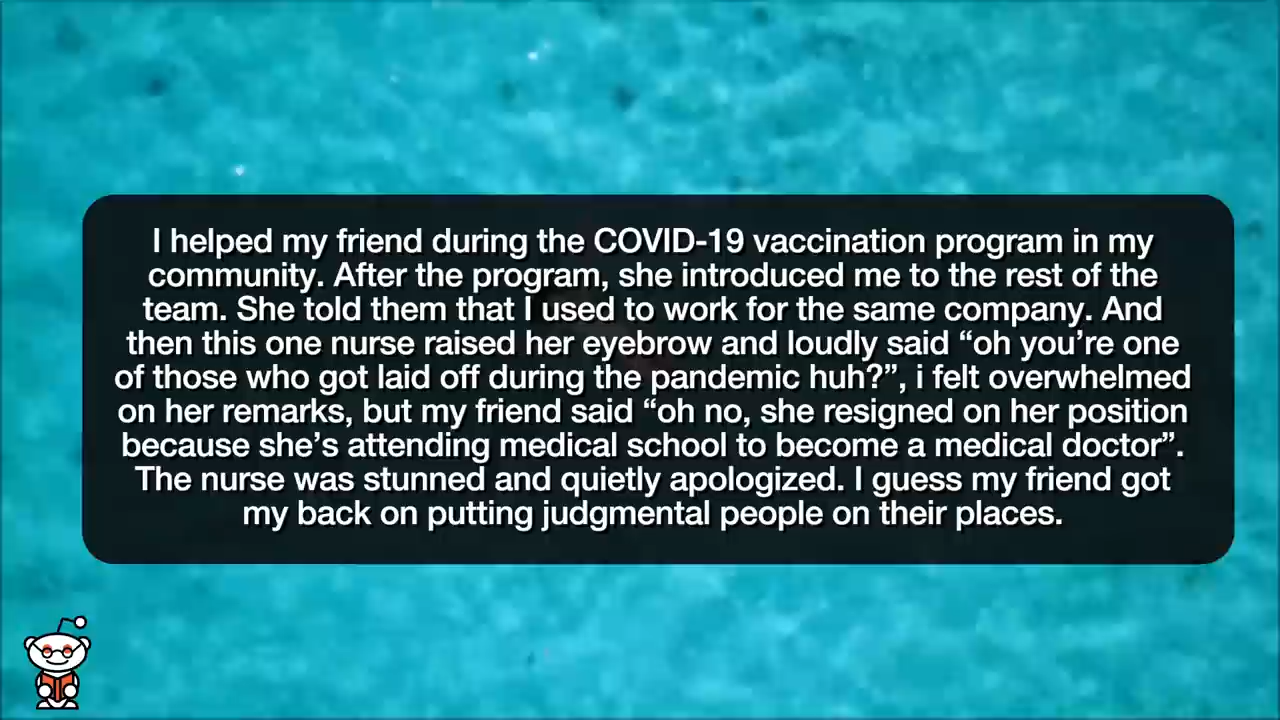 I helped my friend during the COVID-19 vaccination program in my
community. After the program, she introduced me to the rest of the
team. She told them that I used to work for the same company. And
then this one nurse raised her eyebrow and loudly said “oh you’re one
of those who got laid off during the pandemic huh?”, i felt overwhelmed
on her remarks, but my friend said “oh no, she resigned on her position
because she’s attending medical school to become a medical doctor”.
The nurse was stunned and quietly apologized. I guess my friend got
my back on putting judgmental people on their places.